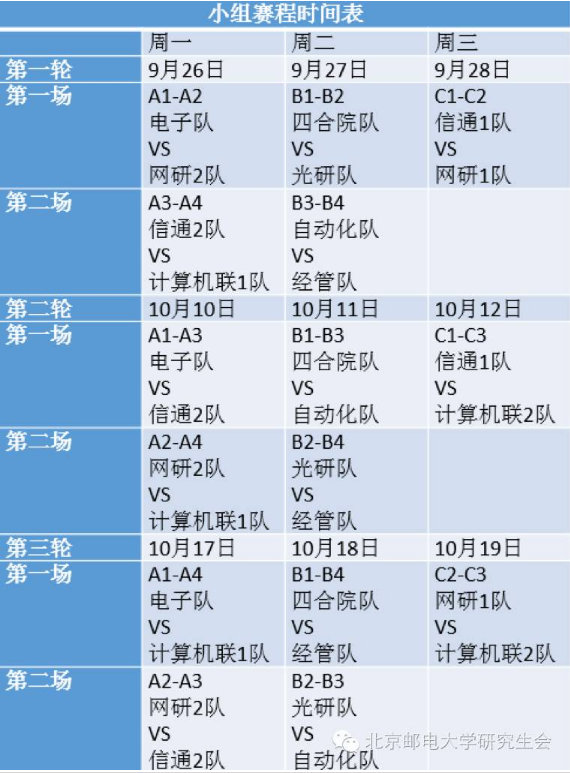 小组赛程时间表
周一 周二 周三
第一轮 9月26日 9月27日 9月28日
第一场 A1-A2 B1-B2 C1-C2
电子队 四合院队 信通1队
VS VS VS
网研2队 光研队 网研1队
第二场 A3-A4 B3-B4
信通2队 自动化队
VS VS
计算机联1队 经管队
第二轮 10月10日 10月11日 10月12日
第一场 A1-A3 B1-B3 C1-C3
电子队 四合院队 信通1队
VS VS VS
信通2队 自动化队 计算机联2队
第二场 A2-A4 B2-B4
网研2队 光研队
VS VS
计算机联1队 经管队
第三轮 10月17日 10月18日 10月19日
第一场 A1-A4 B1-B4 C2-C3
电子队 四合院队 网研1队
VS VS VS
计算机联1队 经管队 计算机联2队
第二场 A2-A3 B2-B3
网研2队 光研队
VS VS
信通2队 自动化队
北京邮电大学研究生会